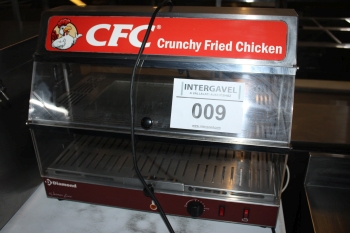 CFC® Crunchy Fried Chicken
INTERGAVEL
009
Diamond